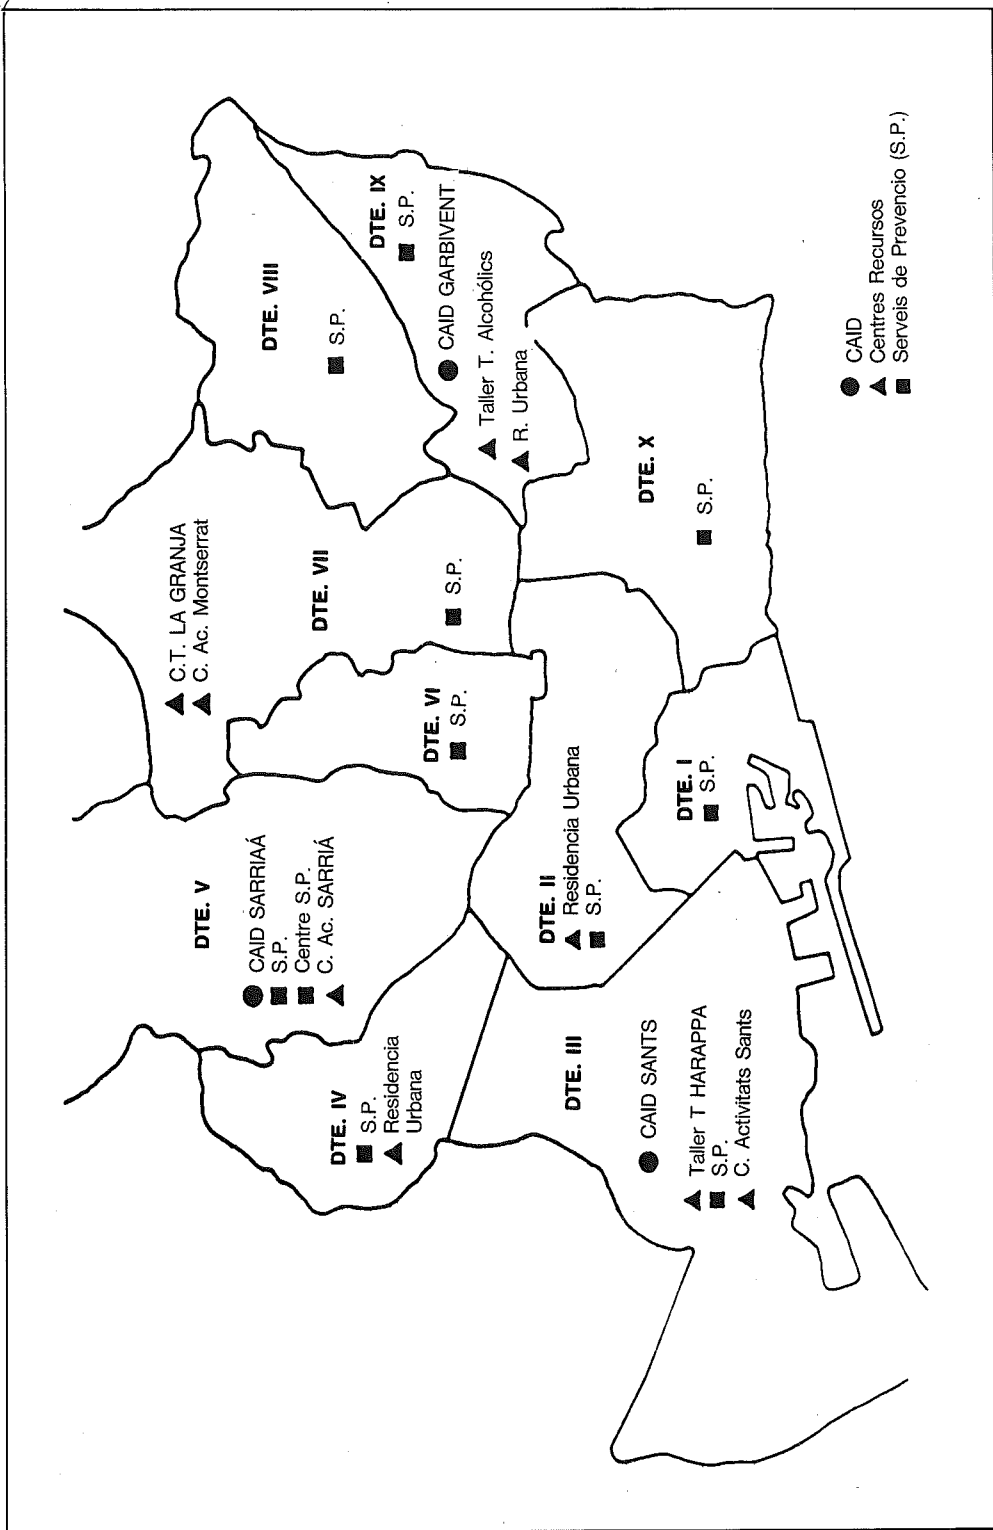 DTE. V
CAID SARRIAÁ
S.P.
Centre S.P.
C. Ac. SARRIÁ
C.T. LA GRANJA
C. Ac. Montserrat
DTE. VIII
S.P.
DTE. IX
S.P.
CAID GARBIVENT
Taller T. Alcohólics
R. Urbana
DTE. IV
S.P.
Residencia
Urbana
DTE. VI
S.P.
DTE. VII
S.P.
DTE. III
CAID SANTS
Taller T HARAPPA
S.P.
C. Activitats Sants
DTE. II
Residencia Urbana
S.P.
DTE. I
S.P.
DTE. X
S.P.
CAID
Centres Recursos
Serveis de Prevencio (S.P.)